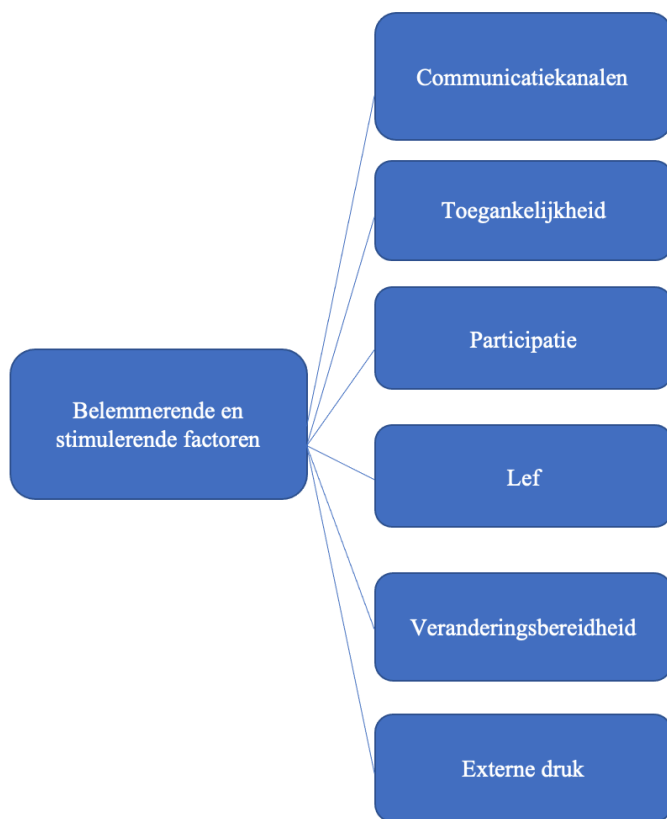 Communicatiekanalen
Toegankelijkheid
Participatie
Belemmerende en
stimulerende factoren
Lef
Veranderingsbereidheid
Externe druk